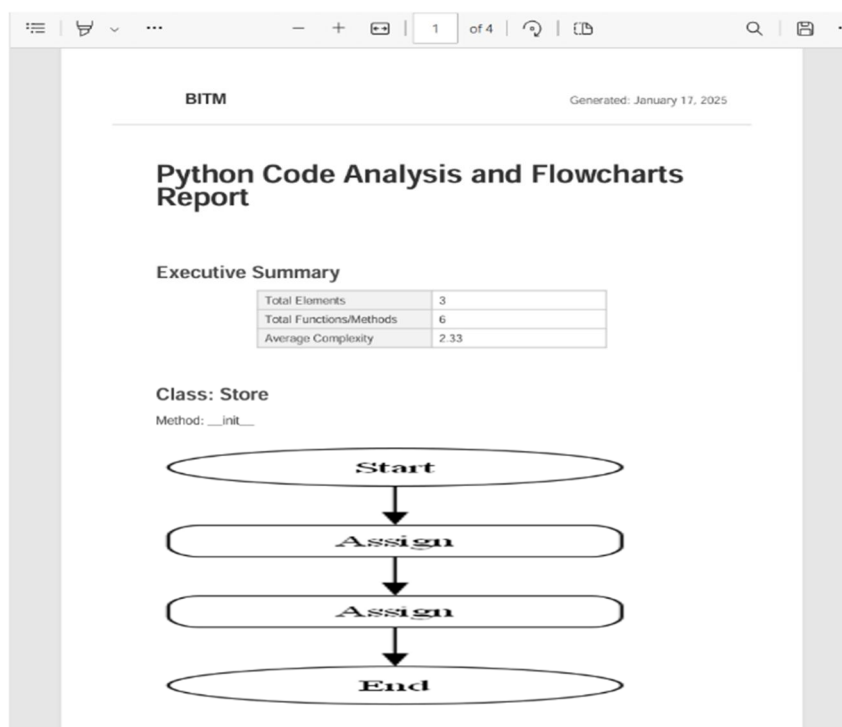 1 of 4
BITM
Generated: January 17, 2025
Python Code Analysis and Flowcharts
Report
Executive Summary
Total Elements 3
Total Functions/Methods 6
Average Complexity 2.33
Class: Store
Method: __init__
Start
Assign
Assign
End